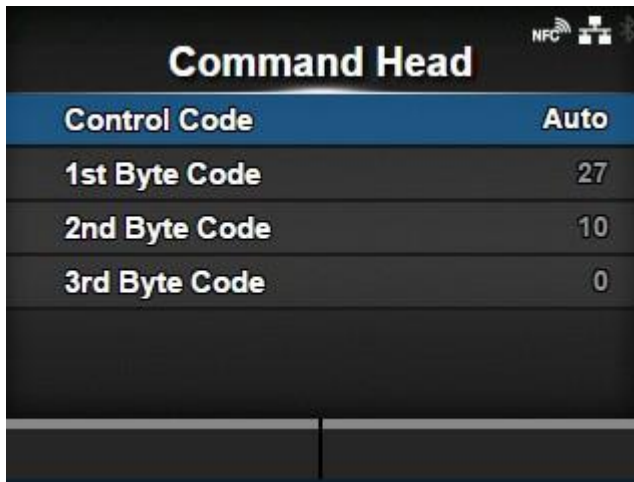 NFC
Command Head
Control Code Auto
1st Byte Code 27
2nd Byte Code 10
3rd Byte Code 0